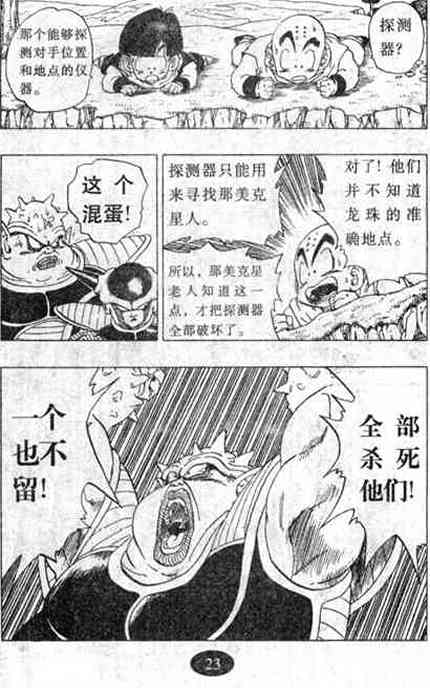 探测
器?
那个能够探
测对手位置
和地点的仪
器。
对了! 他们
并不知道
龙珠的准
确地点。
探测器只能用
来寻找那美克
星人。
所以，那美克星
老人知道这一
点，才把探测器
全部破坏了。
这个
混蛋!
全部
杀死
他们!
一个
也不
留!
23